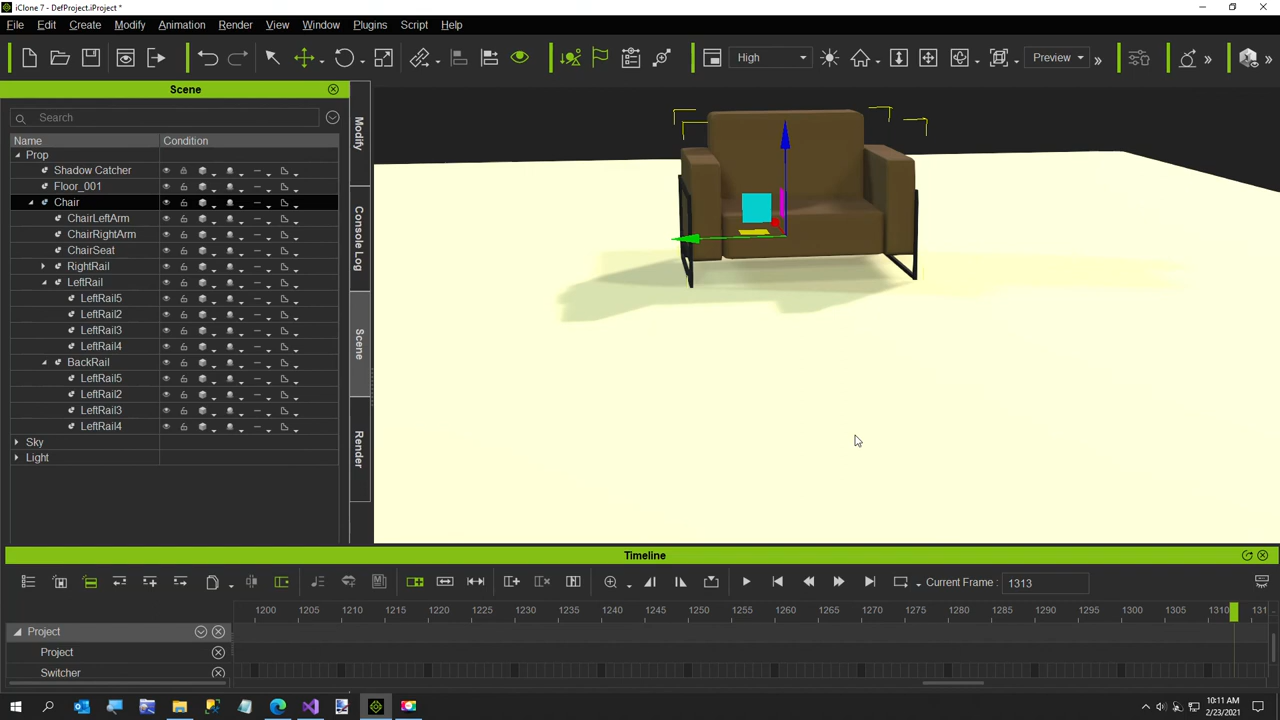 iClone 7 - DefProject.iProject *
File Edit Create Modify Animation Render View Window Plugins Script Help
High Preview
Scene
Search
Name Condition
Prop
Shadow Catcher
Floor_001
Chair
ChairLeftArm
ChairRightArm
ChairSeat
RightRail
LeftRail
LeftRail5
LeftRail2
LeftRail3
LeftRail4
BackRail
LeftRail5
LeftRail2
LeftRail3
LeftRail4
Sky
Light
Modify
Console Log
Scene
Render
Timeline
Current Frame : 1313
1200 1205 1210 1215 1220 1225 1230 1235 1240 1245 1250 1255 1260 1265 1270 1275 1280 1285 1290 1295 1300 1305 1310 131
Project
Project
Switcher
10:11 AM
2/23/2021